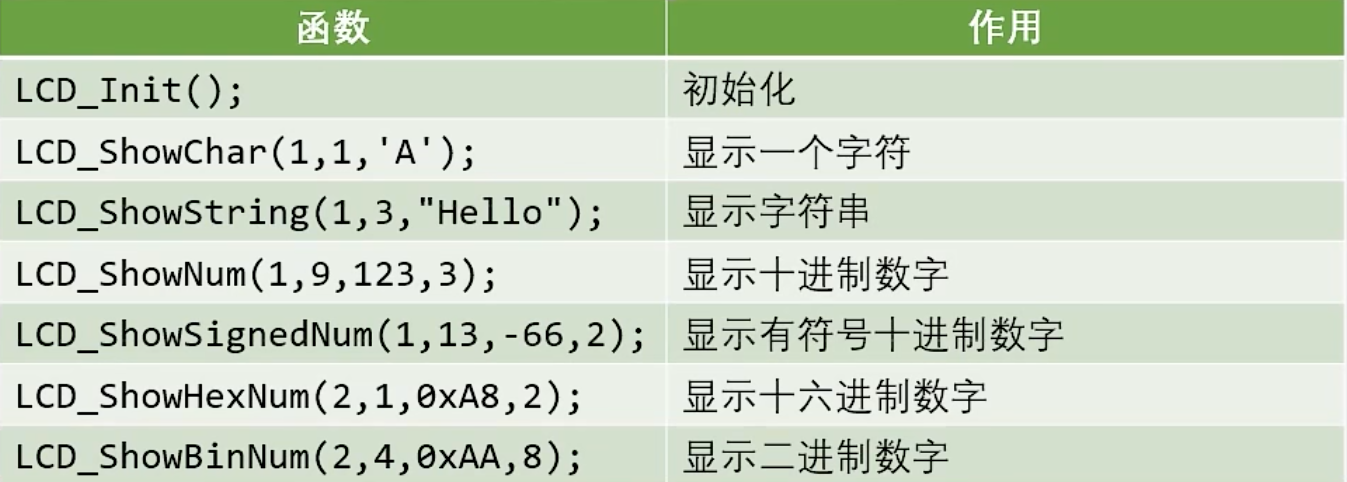 函数 作用
LCD_Init(); 初始化
LCD_ShowChar(1,1,'A'); 显示一个字符
LCD_ShowString(1,3,"Hello"); 显示字符串
LCD_ShowNum(1,9,123,3); 显示十进制数字
LCD_ShowSignedNum(1,13,-66,2); 显示有符号十进制数字
LCD_ShowHexNum(2,1,0xA8,2); 显示十六进制数字
LCD_ShowBinNum(2,4,0xAA,8); 显示二进制数字